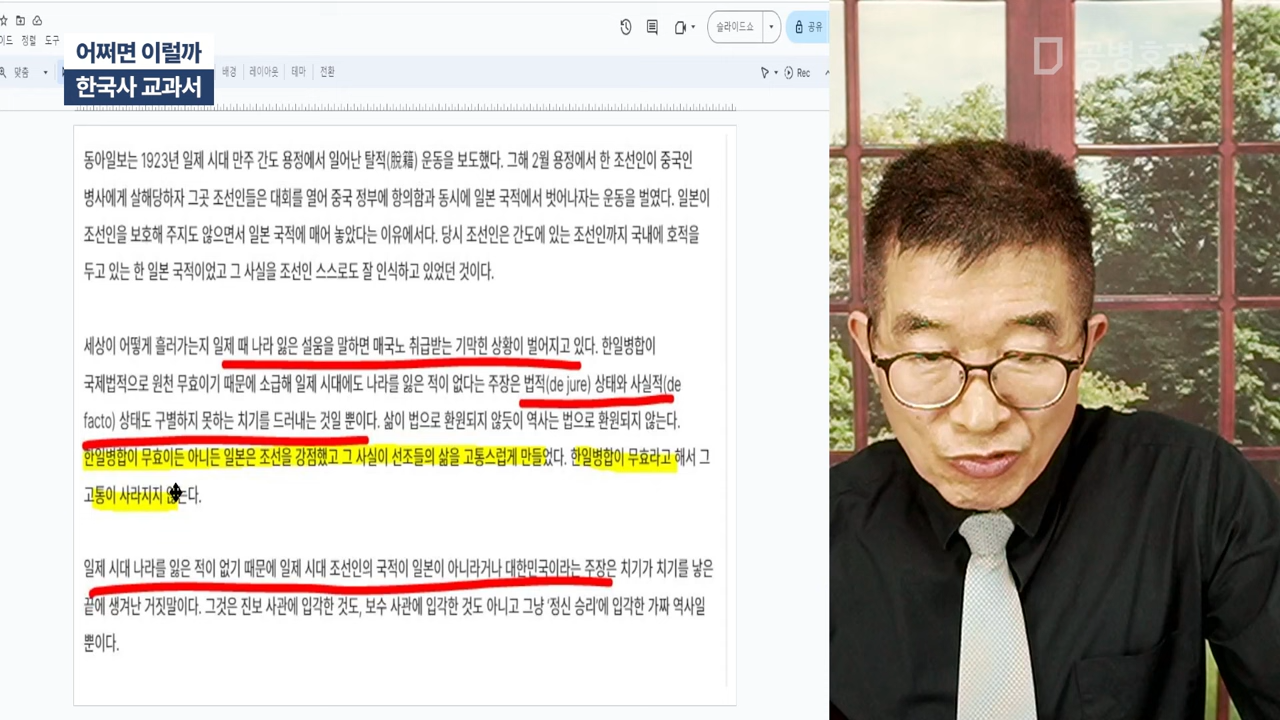 이드 정렬 도구
슬라이드쇼
공유
어쩌면 이럴까
한국사 교과서
맞춤
배경 레이아웃 테마 전환
Rec
동아일보는 1923년 일제 시대 만주 간도 용정에서 일어난 탈적(脫籍) 운동을 보도했다. 그해 2월 용정에서 한 조선인이 중국인
병사에게 살해당하자 그곳 조선인들은 대회를 열어 중국 정부에 항의함과 동시에 일본 국적에서 벗어나자는 운동을 벌였다. 일본이
조선인을 보호해 주지도 않으면서 일본 국적에 매어 놓았다는 이유에서다. 당시 조선인은 간도에 있는 조선인까지 국내에 호적을
두고 있는 한 일본 국적이었고 그 사실을 조선인 스스로도 잘 인식하고 있었던 것이다.
세상이 어떻게 흘러가는지 일제 때 나라 잃은 설움을 말하면 매국노 취급받는 기막힌 상황이 벌어지고 있다. 한일병합이
국제법적으로 원천 무효이기 때문에 소급해 일제 시대에도 나라를 잃은 적이 없다는 주장은 법적(de jure) 상태와 사실적(de
facto) 상태도 구별하지 못하는 치기를 드러내는 것일 뿐이다. 삶이 법으로 환원되지 않듯이 역사는 법으로 환원되지 않는다.
한일병합이 무효이든 아니든 일본은 조선을 강점했고 그 사실이 선조들의 삶을 고통스럽게 만들었다. 한일병합이 무효라고 해서 그
고통이 사라지지 않는다.
일제 시대 나라를 잃은 적이 없기 때문에 일제 시대 조선인의 국적이 일본이 아니라거나 대한민국이라는 주장은 치기가 치기를 낳은
끝에 생겨난 거짓말이다. 그것은 진보 사관에 입각한 것도, 보수 사관에 입각한 것도 아니고 그냥 '정신 승리'에 입각한 가짜 역사일
뿐이다.